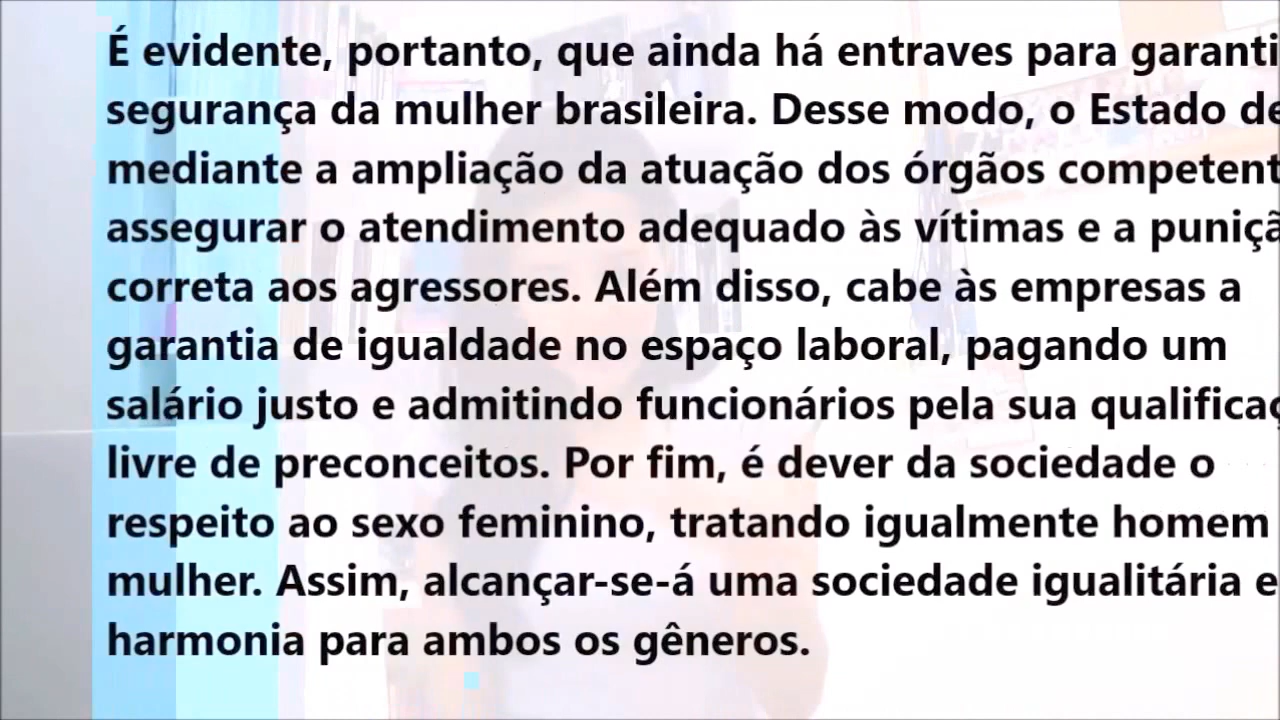 É evidente, portanto, que ainda há entraves para garanti
segurança da mulher brasileira. Desse modo, o Estado de
mediante a ampliação da atuação dos órgãos competent
assegurar o atendimento adequado às vítimas e a puniçã
correta aos agressores. Além disso, cabe às empresas a
garantia de igualdade no espaço laboral, pagando um
salário justo e admitindo funcionários pela sua qualificaç
livre de preconceitos. Por fim, é dever da sociedade o
respeito ao sexo feminino, tratando igualmente homem
mulher. Assim, alcançar-se-á uma sociedade igualitária e
harmonia para ambos os gêneros.